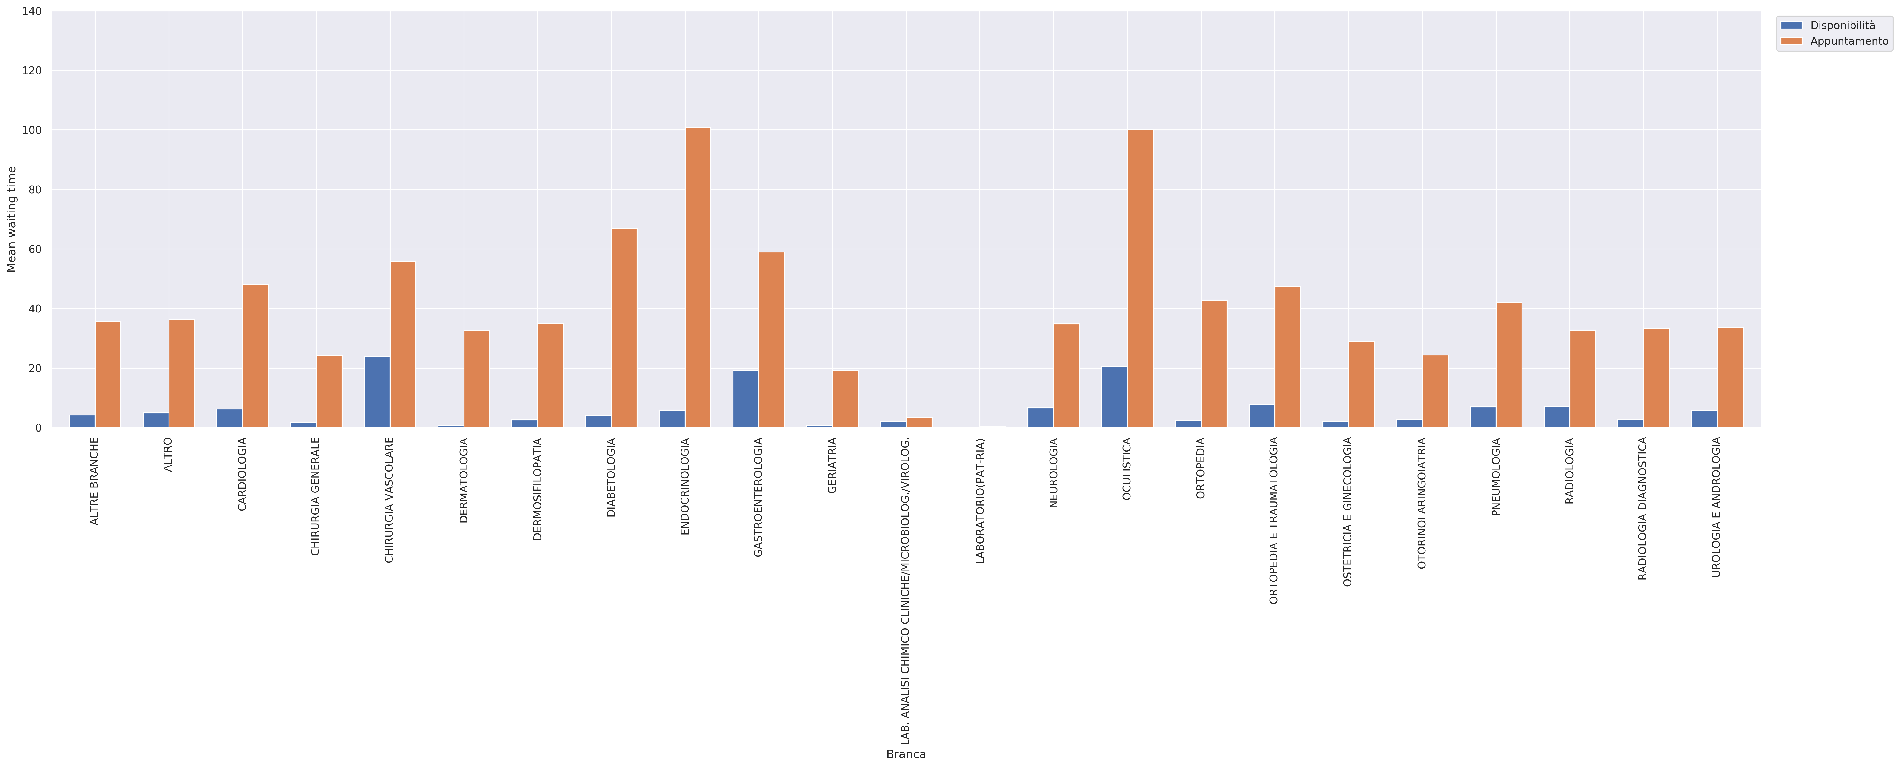 140
120
100
80
60
40
20
0
Mean waiting time
Disponibilità
Appuntamento
ALTRE BRANCHE
ALTRO
CARDIOLOGIA
CHIRURGIA GENERALE
CHIRURGIA VASCOLARE
DERMATOLOGIA
DERMOSIFILOPATIA
DIABETOLOGIA
ENDOCRINOLOGIA
GASTROENTEROLOGIA
GERIATRIA
LAB. ANALISI CHIMICO CLINICHE/MICROBIOLOG./VIROLOG.
LABORATORIO(PAT-RIA)
NEUROLOGIA
OCULISTICA
ORTOPEDIA
ORTOPEDIA E TRAUMATOLOGIA
OSTETRICIA E GINECOLOGIA
OTORINOLARINGOIATRIA
PNEUMOLOGIA
RADIOLOGIA
RADIOLOGIA DIAGNOSTICA
UROLOGIA E ANDROLOGIA
Branca